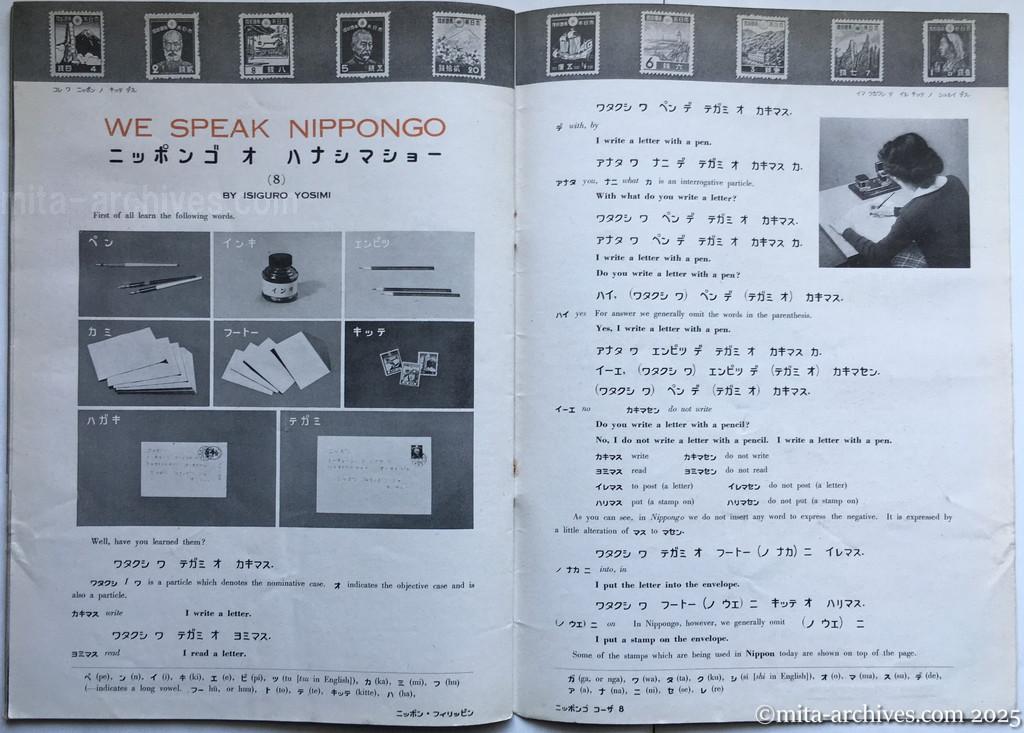 コレ ワ ニッポン ノ キッテ デス
WE SPEAK NIPPONGO
ニッポンゴ オ ハナシマショー
(8)
BY ISIGURO YOSIMI
First of all learn the following words.
ペン
インキ
エンピツ
インキ
カミ
フートー
キッテ
ハガキ
テガミ
Well, have you learned them?
ワタクシ ワ テガミ オ カキマス.
ワタクシ I ワ is a particle which denotes the nominative case. オ indicates the objective case and is
also a particle.
カキマス write I write a letter.
ワタクシ ワ テガミ オ ヨミマス.
ヨミマス read I read a letter.
ペ (pe), ン (n), イ (i), キ (ki), エ (e), ピ (pi), ツ (tu [tsu in English]), カ (ka), ミ (mi), フ (hu)
(—indicates a long vowel. フー hū, or huu), ト (to), テ (te), キッテ (kitte), ハ (ha),
ニッポン・フィリッピン
ワタクシ ワ ペン デ テガミ オ カキマス.
デ with, by
I write a letter with a pen.
アナタ ワ ナニ デ テガミ オ カキマス カ.
アナタ you, ナニ what カ is an interrogative particle.
With what do you write a letter?
ワタクシ ワ ペン デ テガミ オ カキマス.
アナタ ワ ペン デ テガミ オ カキマス カ.
I write a letter with a pen.
Do you write a letter with a pen?
ハイ, (ワタクシ ワ) ペン デ (テガミ オ) カキマス.
ハイ yes For answer we generally omit the words in the parenthesis.
Yes, I write a letter with a pen.
アナタ ワ エンピツ デ テガミ オ カキマス カ.
イーエ, (ワタクシ ワ) エンピツ デ (テガミ オ) カキマセン.
(ワタクシ ワ) ペン デ (テガミ オ) カキマス.
イーエ no カキマセン do not write
Do you write a letter with a pencil?
No, I do not write a letter with a pencil. I write a letter with a pen.
カキマス write カキマセン do not write
ヨミマス read ヨミマセン do not read
イレマス to post (a letter) イレマセン do not post (a letter)
ハリマス put (a stamp on) ハリマセン do not put (a stamp on)
As you can see, in Nippongo we do not insert any word to express the negative. It is expressed by
a little alteration of マス to マセン.
ワタクシ ワ テガミ オ フートー (ノ ナカ) ニ イレマス.
ノ ナカ ニ into, in
I put the letter into the envelope.
ワタクシ ワ フートー (ノ ウエ) ニ キッテ オ ハリマス.
(ノ ウエ) ニ on In Nippongo, however, we generally omit (ノ ウエ) ニ
I put a stamp on the envelope.
Some of the stamps which are being used in Nippon today are shown on top of the page.
ガ (ga, or nga), ワ (wa), タ (ta), ク (ku), シ (si [shi in English]), オ (o), マ (ma), ス (su), デ (de),
ア (a), ナ (na), ニ (ni), セ (se), レ (re)
ニッポンゴ コーザ 8
mita-archives.com
©mita-archives.com 2025